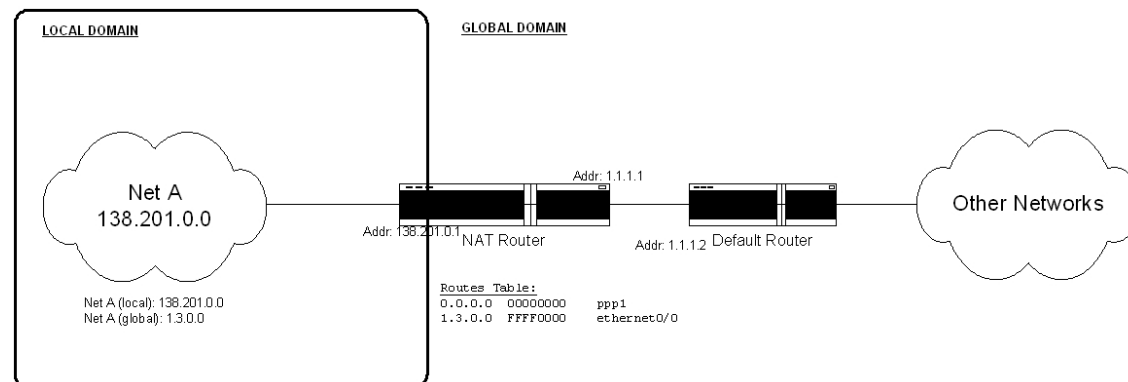 LOCAL DOMAIN
GLOBAL DOMAIN
Net A
138.201.0.0
Addr: 1.1.1.1
Other Networks
Addr: 138.201.0.1
NAT Router
Addr: 1.1.1.2
Default Router
Net A (local): 138.201.0.0
Net A (global): 1.3.0.0
Routes Table:
0.0.0.0 00000000 ppp1
1.3.0.0 FFFF0000 ethernet0/0